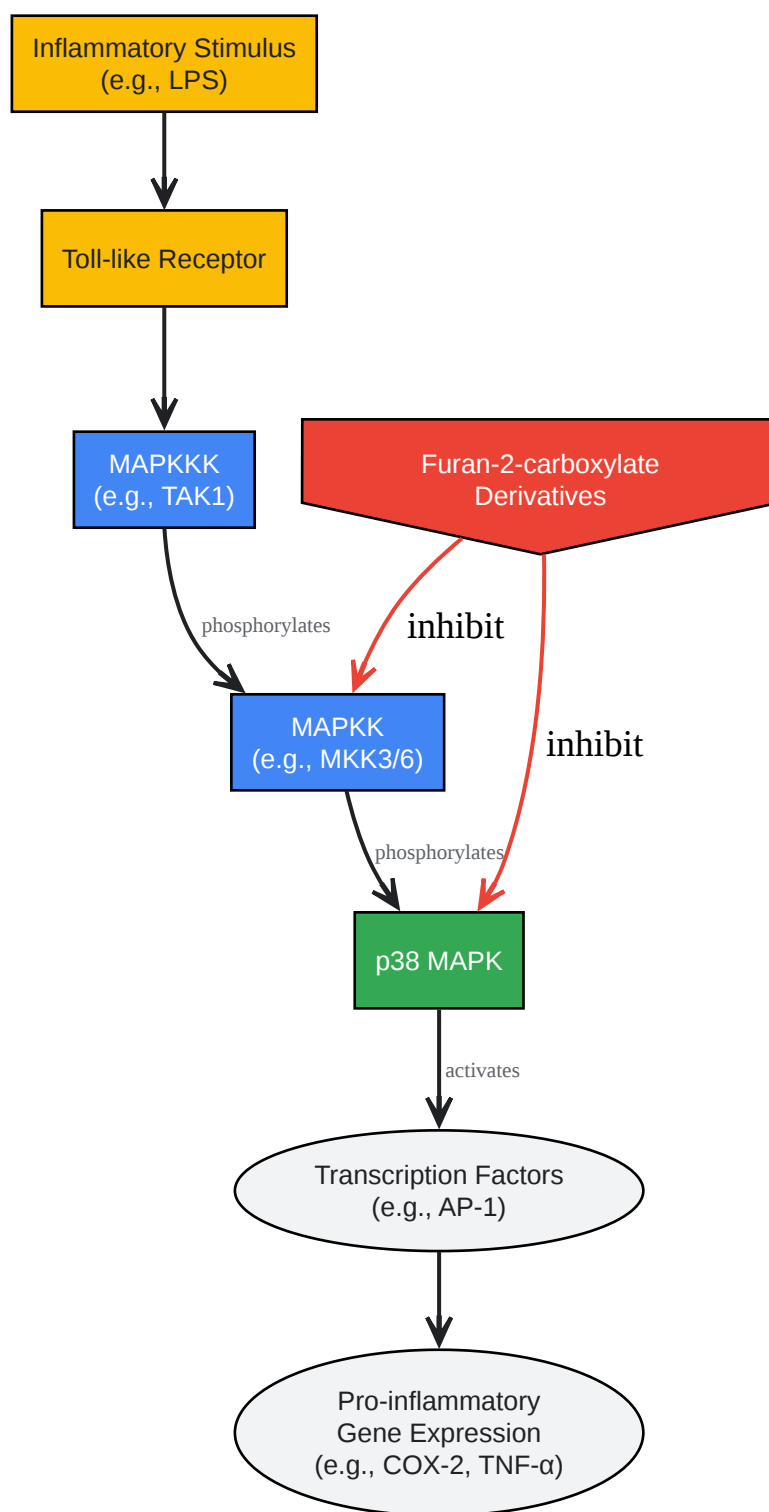 Inflammatory Stimulus
(e.g., LPS)
Toll-like Receptor
MAPKKK
(e.g., TAK1)
Furan-2-carboxylate
Derivatives
phosphorylates
inhibit
MAPKK
(e.g., MKK3/6)
inhibit
phosphorylates
p38 MAPK
activates
Transcription Factors
(e.g., AP-1)
Pro-inflammatory
Gene Expression
(e.g., COX-2, TNF-α)